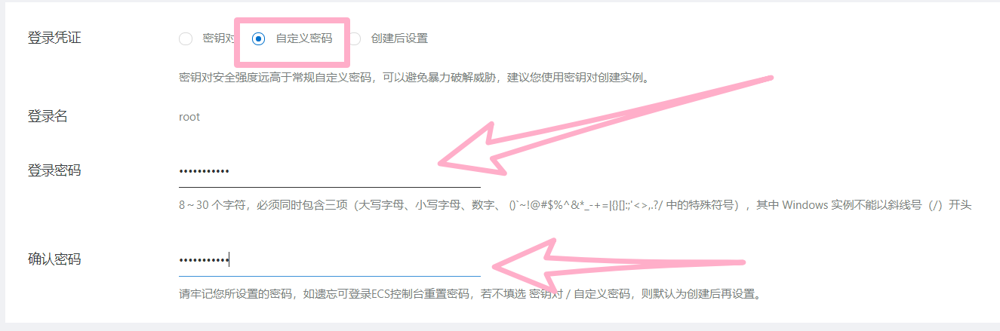 登录凭证 密钥对 自定义密码 创建后设置
密钥对安全强度远高于常规自定义密码，可以避免暴力破解威胁，建议您使用密钥对创建实例。
登录名 root
登录密码 •••••••••••
8～30 个字符，必须同时包含三项（大写字母、小写字母、数字、 ()`~!@#$%^&*_-+=|{}[]:;'<>,.?/ 中的特殊符号），其中 Windows 实例不能以斜线号（/）开头
确认密码 •••••••••••
请牢记您所设置的密码，如遗忘可登录ECS控制台重置密码，若不填选 密钥对 / 自定义密码，则默认为创建后再设置。